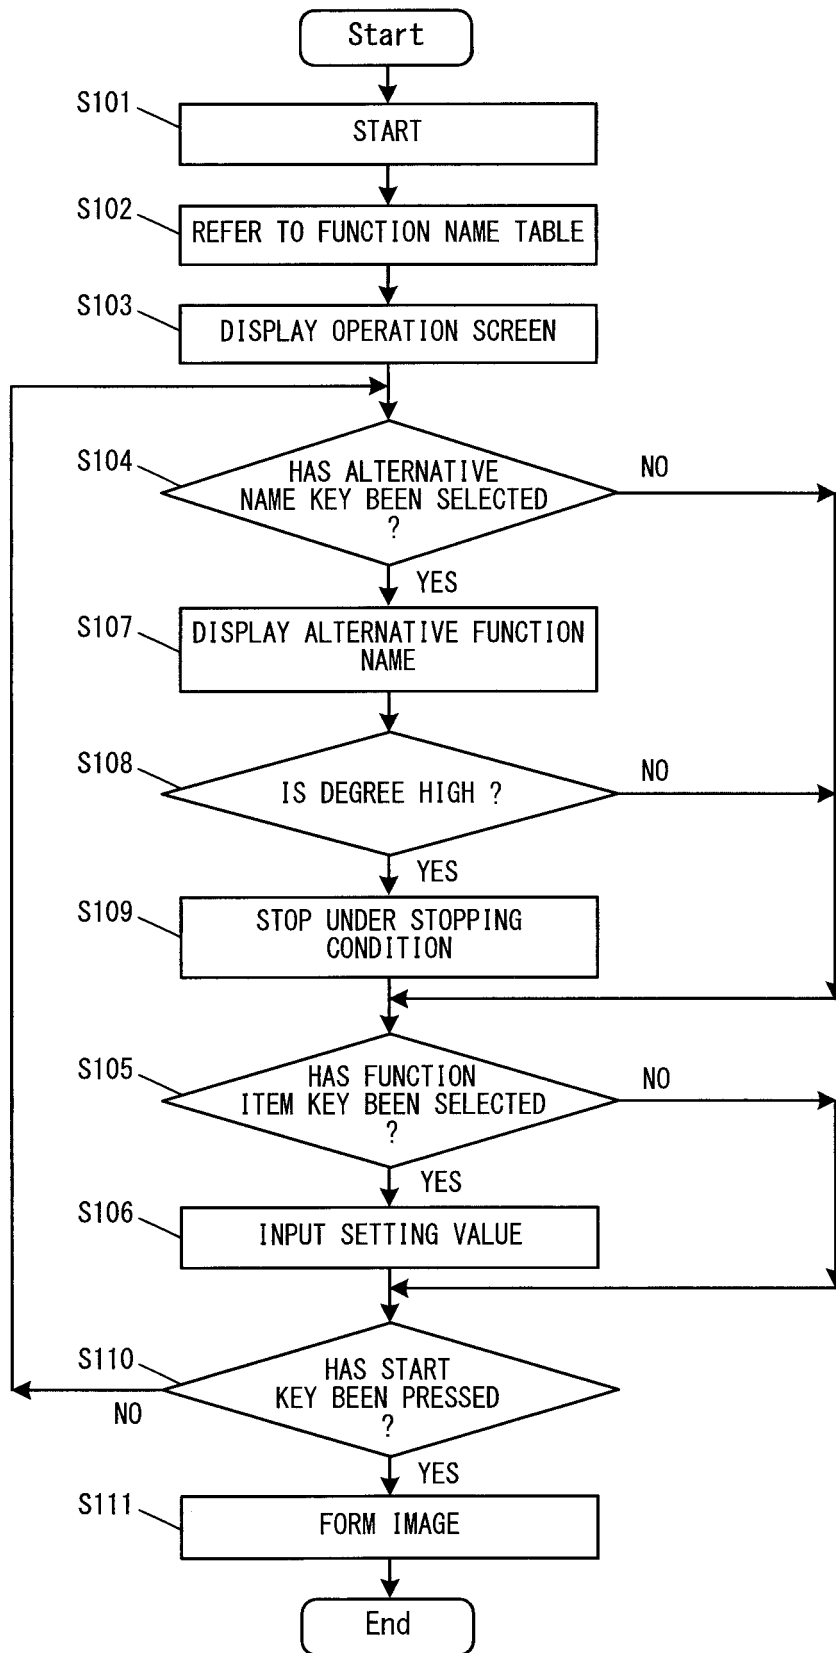 Start
S101
START
S102
REFER TO FUNCTION NAME TABLE
S103
DISPLAY OPERATION SCREEN
S104
HAS ALTERNATIVE
NAME KEY BEEN SELECTED
?
NO
YES
S107
DISPLAY ALTERNATIVE FUNCTION
NAME
S108
IS DEGREE HIGH ?
NO
YES
S109
STOP UNDER STOPPING
CONDITION
S105
HAS FUNCTION
ITEM KEY BEEN SELECTED
?
NO
YES
S106
INPUT SETTING VALUE
S110
HAS START
KEY BEEN PRESSED
?
NO
YES
S111
FORM IMAGE
End